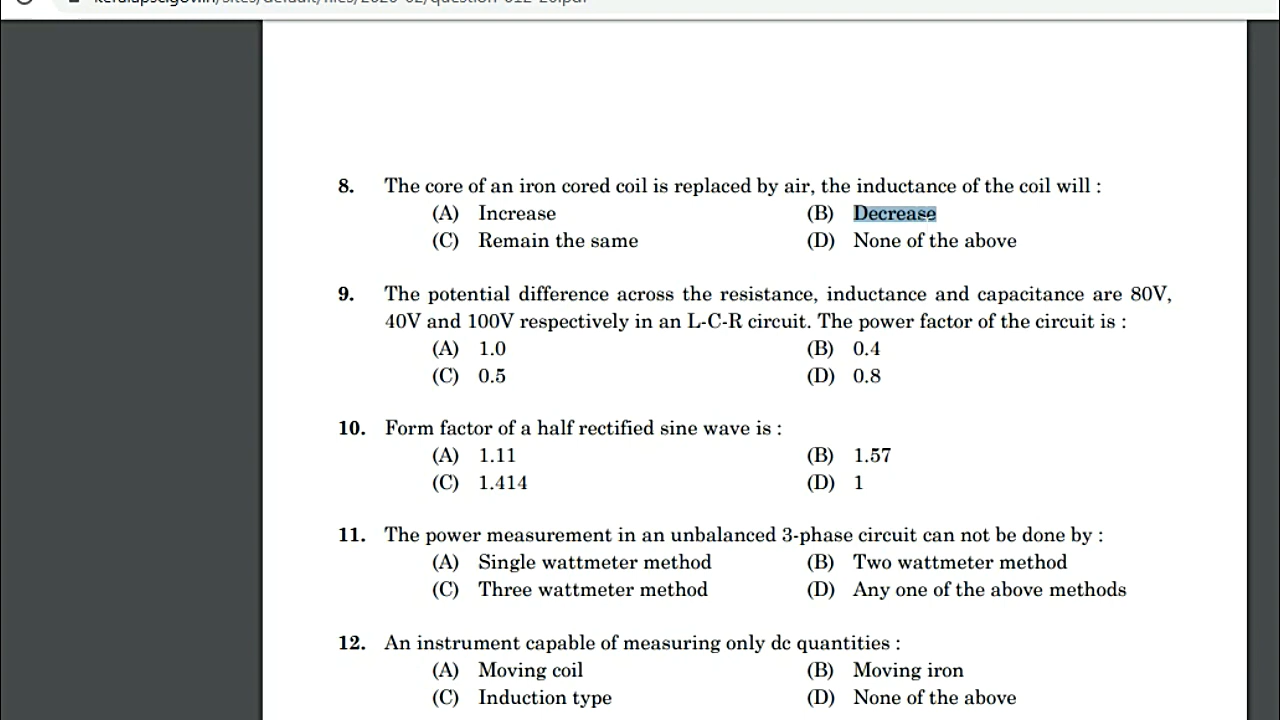 8. The core of an iron cored coil is replaced by air, the inductance of the coil will :
(A) Increase (B) Decrease
(C) Remain the same (D) None of the above
9. The potential difference across the resistance, inductance and capacitance are 80V,
40V and 100V respectively in an L-C-R circuit. The power factor of the circuit is :
(A) 1.0 (B) 0.4
(C) 0.5 (D) 0.8
10. Form factor of a half rectified sine wave is :
(A) 1.11 (B) 1.57
(C) 1.414 (D) 1
11. The power measurement in an unbalanced 3-phase circuit can not be done by :
(A) Single wattmeter method (B) Two wattmeter method
(C) Three wattmeter method (D) Any one of the above methods
12. An instrument capable of measuring only dc quantities :
(A) Moving coil (B) Moving iron
(C) Induction type (D) None of the above